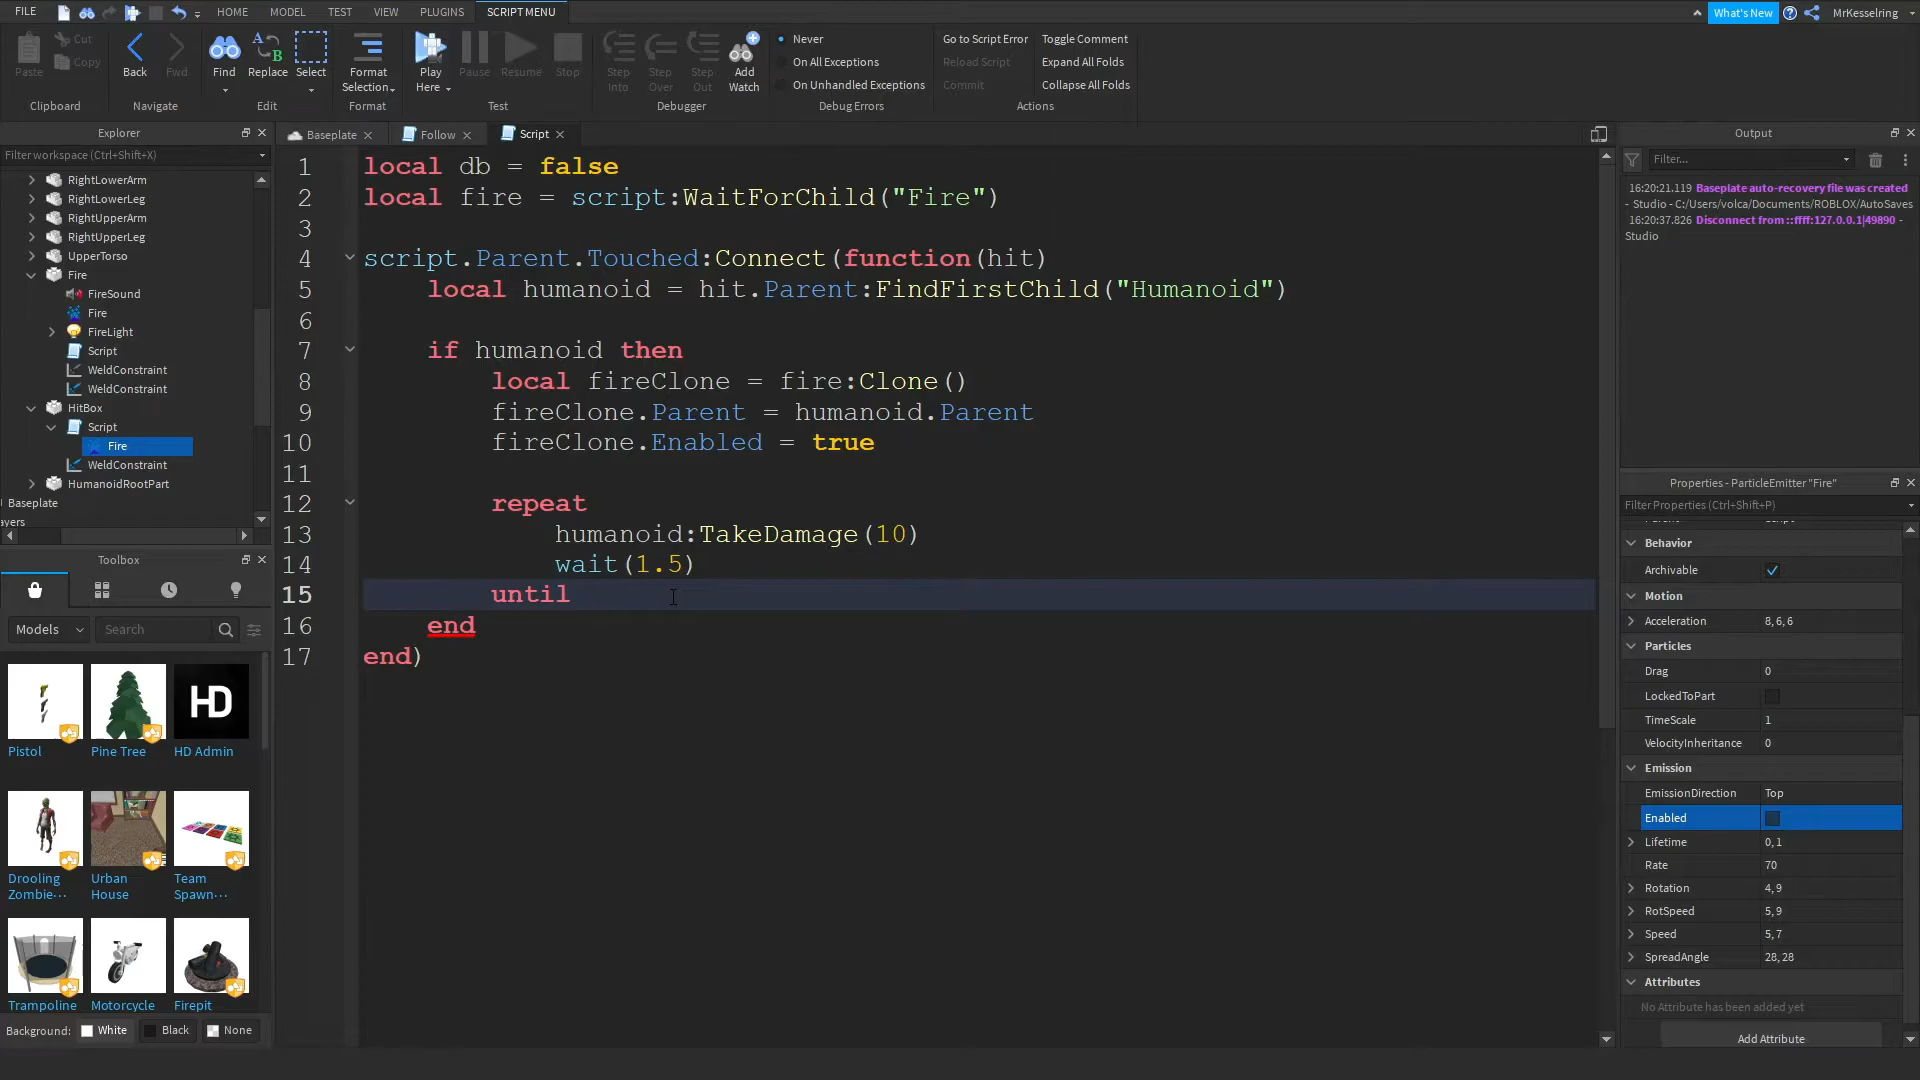 FILE
HOME
MODEL
TEST
VIEW
PLUGINS
SCRIPT MENU
What's New
MrKesselring
Paste
Cut
Copy
Clipboard
Back
Fwd
Navigate
Find
Replace
Select
Edit
Format
Selection
Format
Play
Here
Pause
Resume
Stop
Test
Step
Into
Step
Over
Step
Out
Add
Watch
Debugger
Never
On All Exceptions
On Unhandled Exceptions
Debug Errors
Go to Script Error
Reload Script
Commit
Toggle Comment
Expand All Folds
Collapse All Folds
Actions
Explorer
Filter workspace (Ctrl+Shift+X)
RightLowerArm
RightLowerLeg
RightUpperArm
RightUpperLeg
UpperTorso
Fire
FireSound
Fire
FireLight
Script
WeldConstraint
WeldConstraint
HitBox
Script
Fire
WeldConstraint
HumanoidRootPart
Baseplate
ayers
Toolbox
Models
Search
Pistol
Pine Tree
HD
HD Admin
Drooling
Zombie...
Urban
House
Team
Spawn...
Trampoline
Motorcycle
Firepit
Background:
White
Black
None
Baseplate
Follow
Script
1 local db = false
2 local fire = script:WaitForChild("Fire")
3
4 script.Parent.Touched:Connect(function(hit)
5 local humanoid = hit.Parent:FindFirstChild("Humanoid")
6
7 if humanoid then
8 local fireClone = fire:Clone()
9 fireClone.Parent = humanoid.Parent
10 fireClone.Enabled = true
11
12 repeat
13 humanoid:TakeDamage(10)
14 wait(1.5)
15 until
16 end
17 end)
Output
Filter...
16:20:21.119 Baseplate auto-recovery file was created
- Studio - C:/Users/volca/Documents/ROBLOX/AutoSaves
16:20:37.826 Disconnect from ::ffff:127.0.0.1|49890 -
Studio
Properties - ParticleEmitter "Fire"
Filter Properties (Ctrl+Shift+P)
Behavior
Archivable
Motion
Acceleration 8, 6, 6
Particles
Drag 0
LockedToPart
TimeScale 1
VelocityInheritance 0
Emission
EmissionDirection Top
Enabled
Lifetime 0, 1
Rate 70
Rotation 4, 9
RotSpeed 5, 9
Speed 5, 7
SpreadAngle 28, 28
Attributes
No Attribute has been added yet
Add Attribute